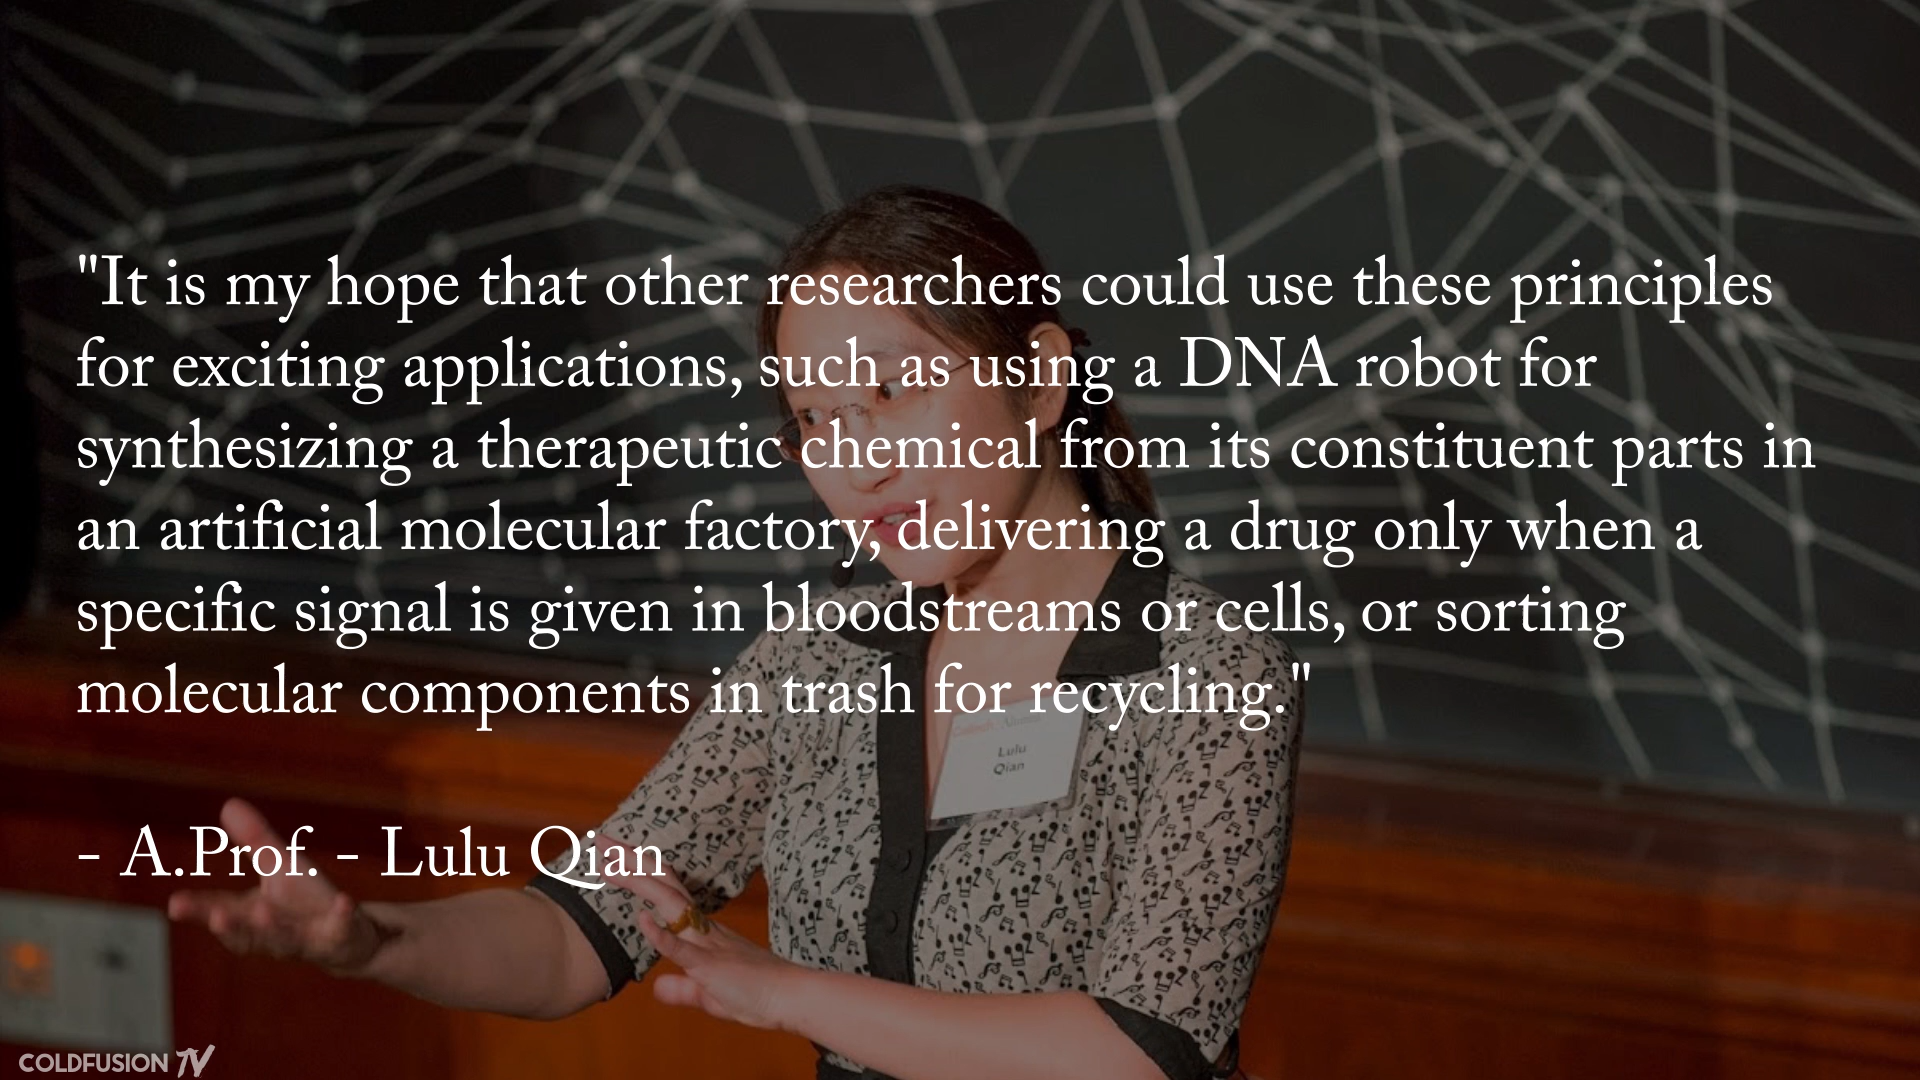 "It is my hope that other researchers could use these principles
for exciting applications, such as using a DNA robot for
synthesizing a therapeutic chemical from its constituent parts in
an artificial molecular factory, delivering a drug only when a
specific signal is given in bloodstreams or cells, or sorting
molecular components in trash for recycling."
Lulu
Qian
- A.Prof. - Lulu Qian
COLDFUSION TV